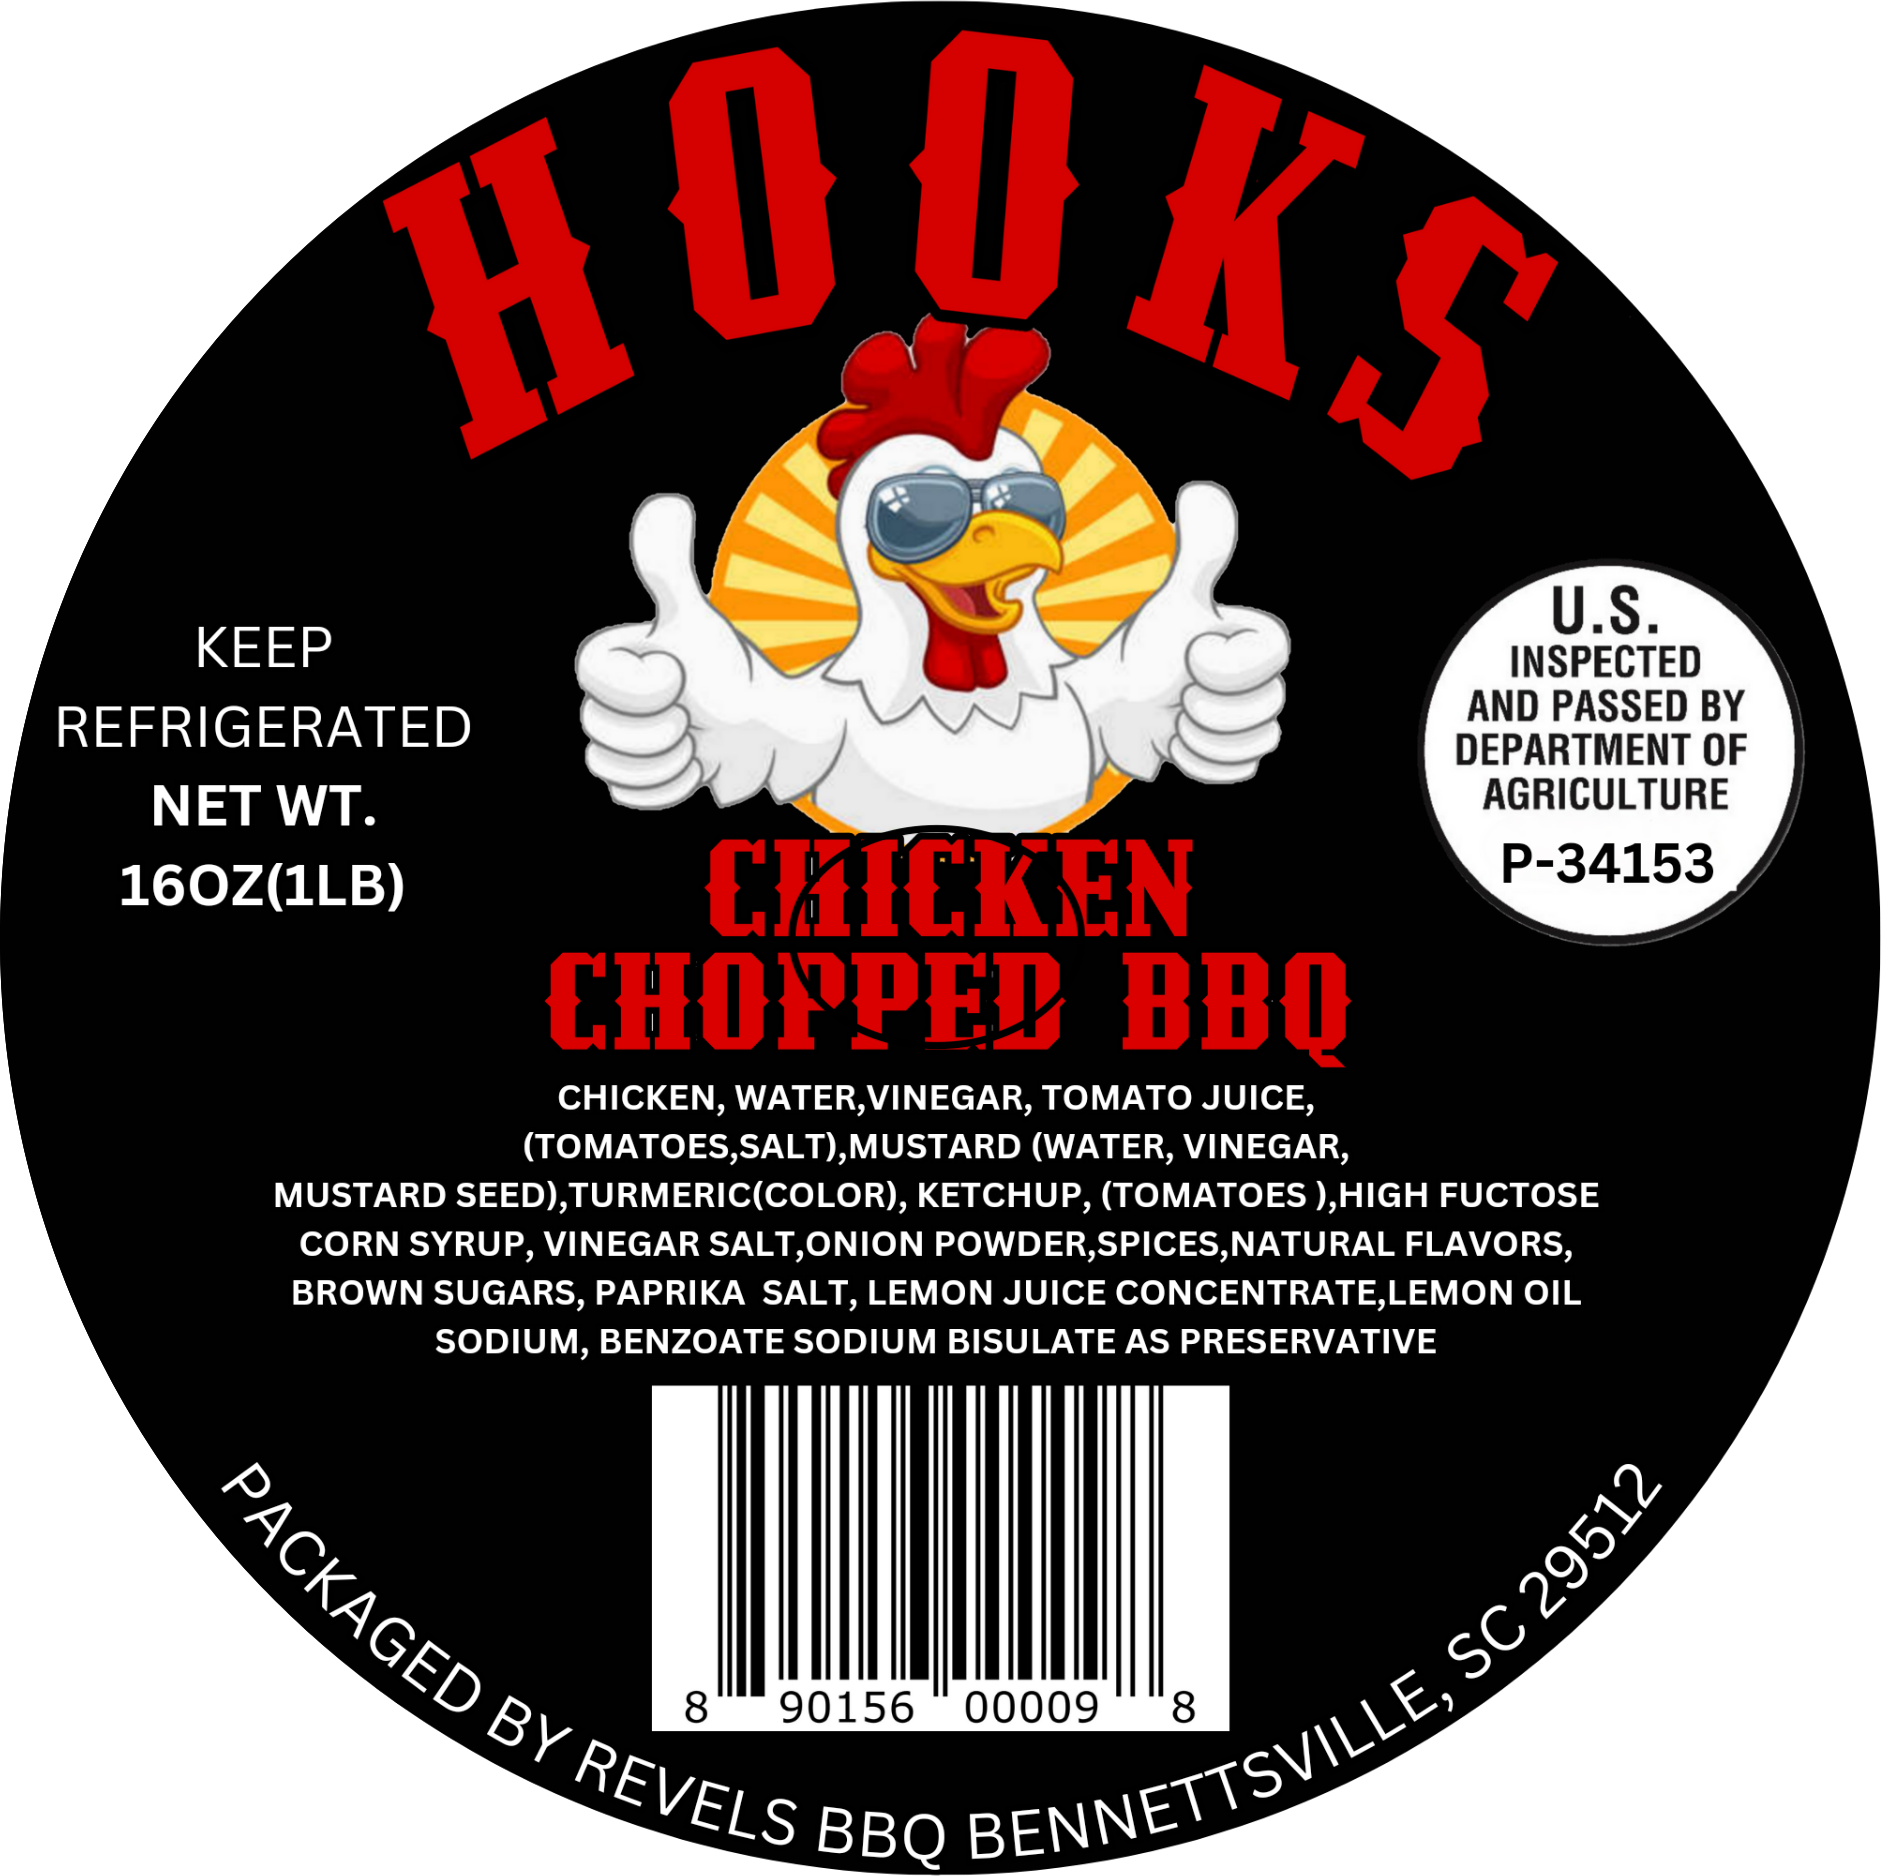 HOOKS
KEEP
REFRIGERATED
NET WT.
16OZ(1LB)
U.S.
INSPECTED
AND PASSED BY
DEPARTMENT OF
AGRICULTURE
P-34153
CHICKEN
CHOPPED BBQ
CHICKEN, WATER,VINEGAR, TOMATO JUICE,
(TOMATOES,SALT),MUSTARD (WATER, VINEGAR,
MUSTARD SEED),TURMERIC(COLOR), KETCHUP, (TOMATOES ),HIGH FUCTOSE
CORN SYRUP, VINEGAR SALT,ONION POWDER,SPICES,NATURAL FLAVORS,
BROWN SUGARS, PAPRIKA  SALT, LEMON JUICE CONCENTRATE,LEMON OIL
SODIUM, BENZOATE SODIUM BISULATE AS PRESERVATIVE
8 90156 00009 8
PACKAGED BY REVELS BBQ BENNETTSVILLE, SC 29512